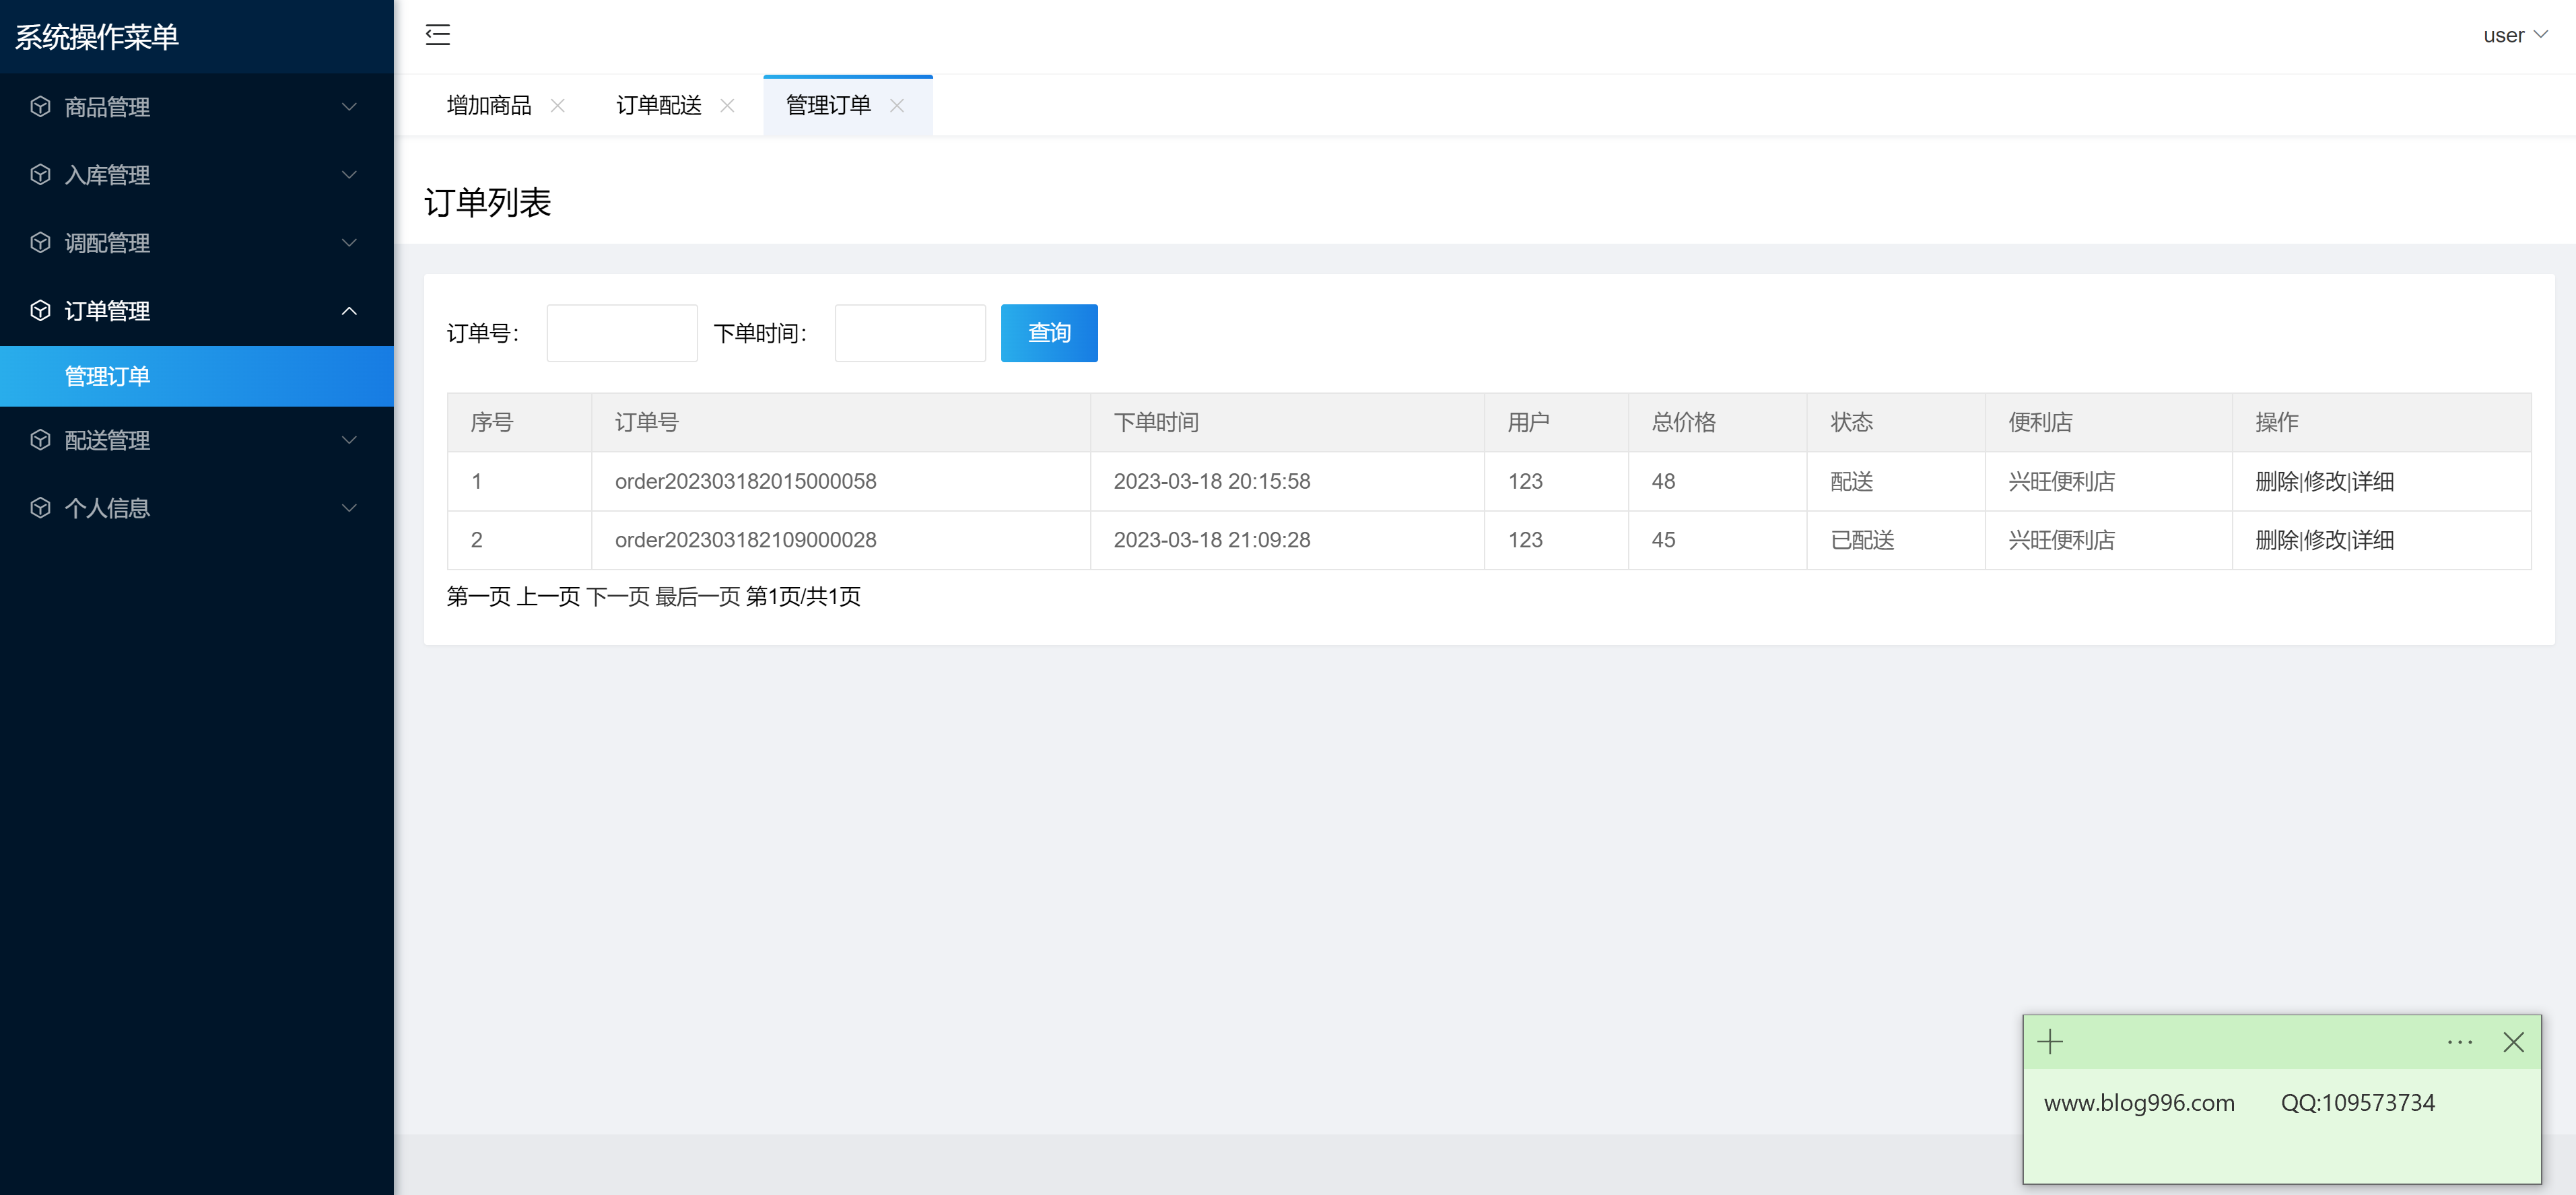 系统操作菜单
商品管理
入库管理
调配管理
订单管理
管理订单
配送管理
个人信息
user
增加商品 订单配送 管理订单
订单列表
订单号： 下单时间： 查询
序号 订单号 下单时间 用户 总价格 状态 便利店 操作
1 order202303182015000058 2023-03-18 20:15:58 123 48 配送 兴旺便利店 删除|修改|详细
2 order202303182109000028 2023-03-18 21:09:28 123 45 已配送 兴旺便利店 删除|修改|详细
第一页 上一页 下一页 最后一页 第1页/共1页
www.blog996.com QQ:109573734